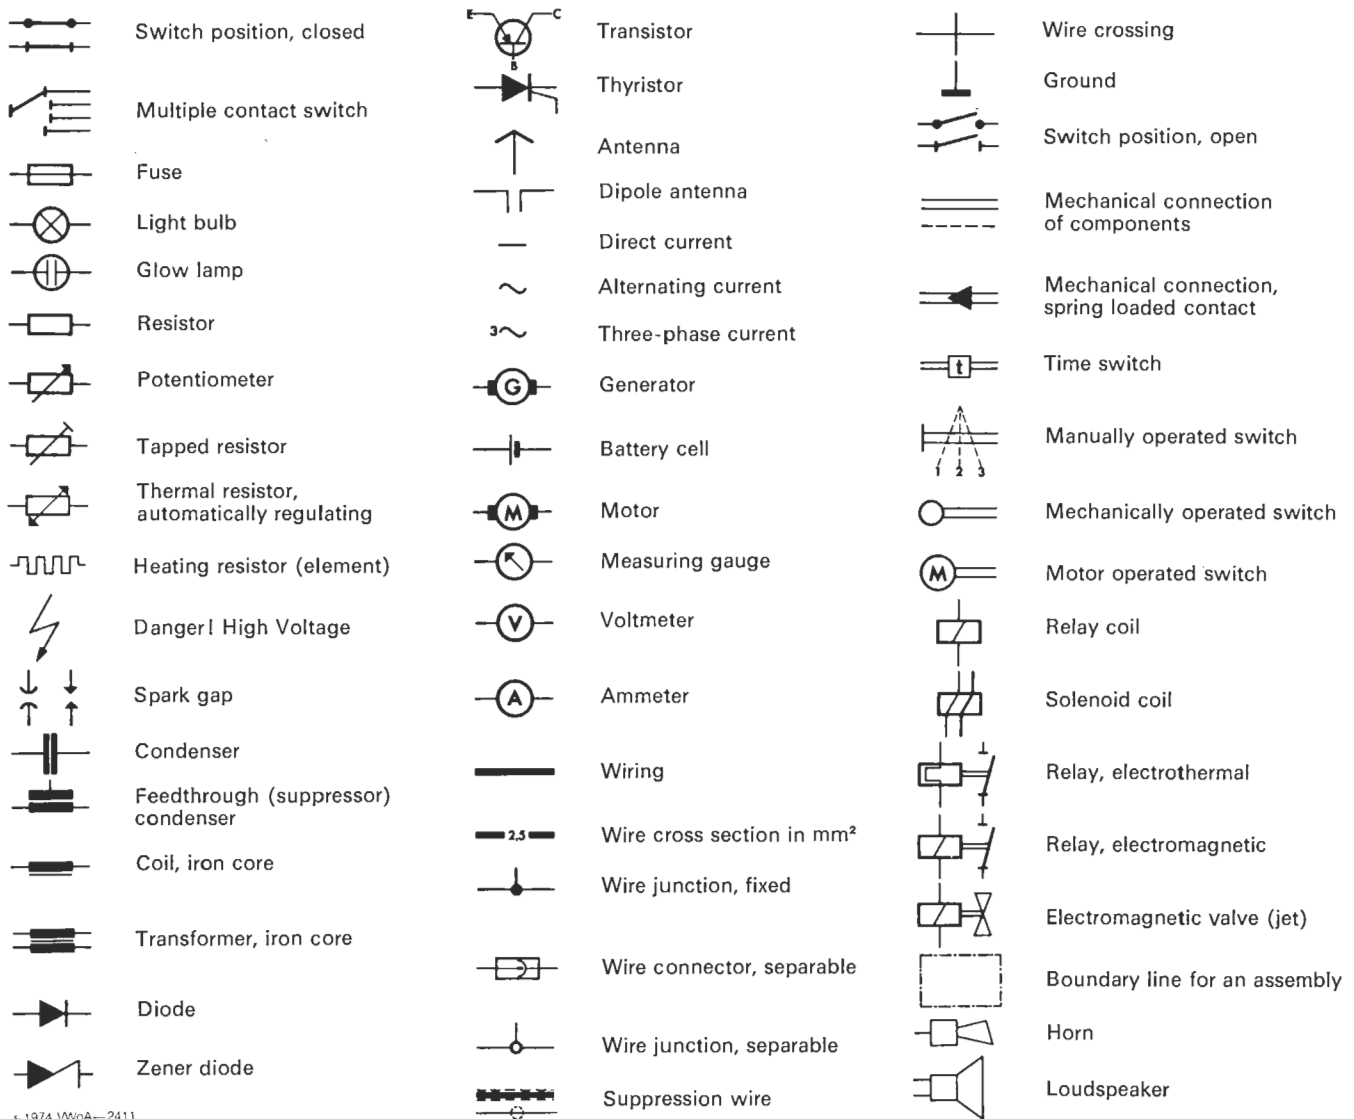 Switch position, closed
Multiple contact switch
Fuse
Light bulb
Glow lamp
Resistor
Potentiometer
Tapped resistor
Thermal resistor,
automatically regulating
Heating resistor (element)
Danger! High Voltage
Spark gap
Condenser
Feedthrough (suppressor)
condenser
Coil, iron core
Transformer, iron core
Diode
Zener diode
1974 VWoA—2411
E C
B
Transistor
Thyristor
Antenna
Dipole antenna
Direct current
Alternating current
3 Three-phase current
G Generator
Battery cell
M Motor
Measuring gauge
V Voltmeter
A Ammeter
Wiring
2,5 Wire cross section in mm²
Wire junction, fixed
Wire connector, separable
Wire junction, separable
Suppression wire
Wire crossing
Ground
Switch position, open
Mechanical connection
of components
Mechanical connection,
spring loaded contact
t Time switch
Manually operated switch
1 2 3
Mechanically operated switch
M Motor operated switch
Relay coil
Solenoid coil
Relay, electrothermal
Relay, electromagnetic
Electromagnetic valve (jet)
Boundary line for an assembly
Horn
Loudspeaker